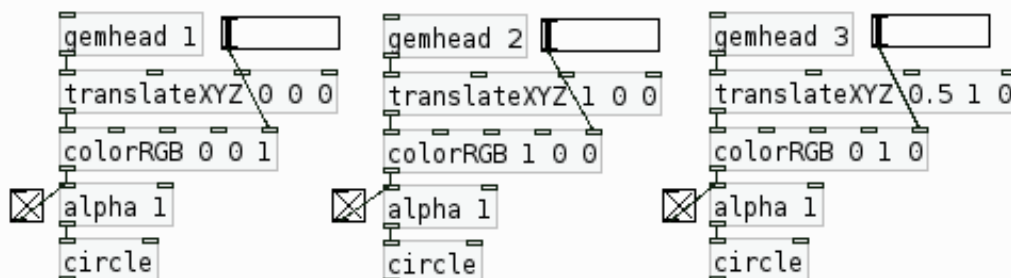 gemhead 1
translateXYZ 0 0 0
colorRGB 0 0 1
alpha 1
circle
gemhead 2
translateXYZ 1 0 0
colorRGB 1 0 0
alpha 1
circle
gemhead 3
translateXYZ 0.5 1 0
colorRGB 0 1 0
alpha 1
circle